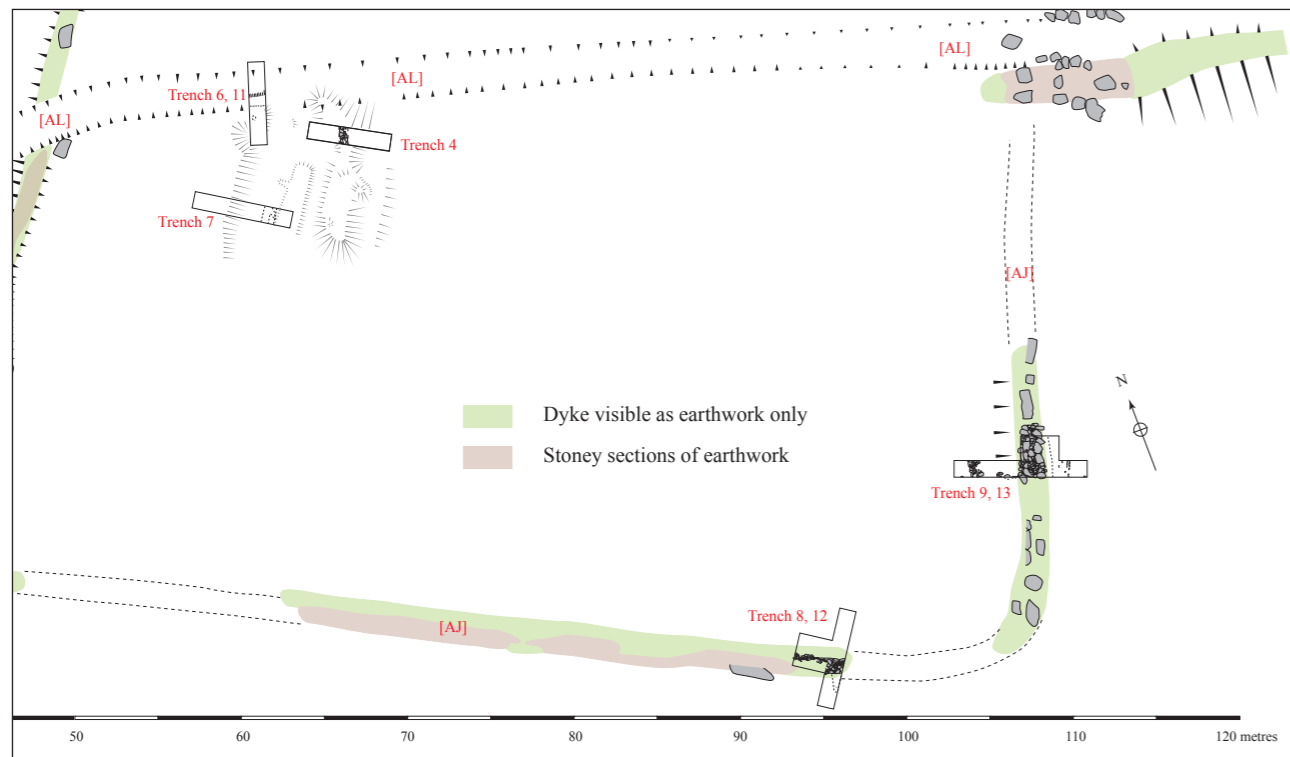 [AL]
[AL]
Trench 6, 11
[AL]
Trench 4
Trench 7
[AJ]
N
Dyke visible as earthwork only
Stoney sections of earthwork
Trench 9, 13
Trench 8, 12
[AJ]
50 60 70 80 90 100 110 120 metres